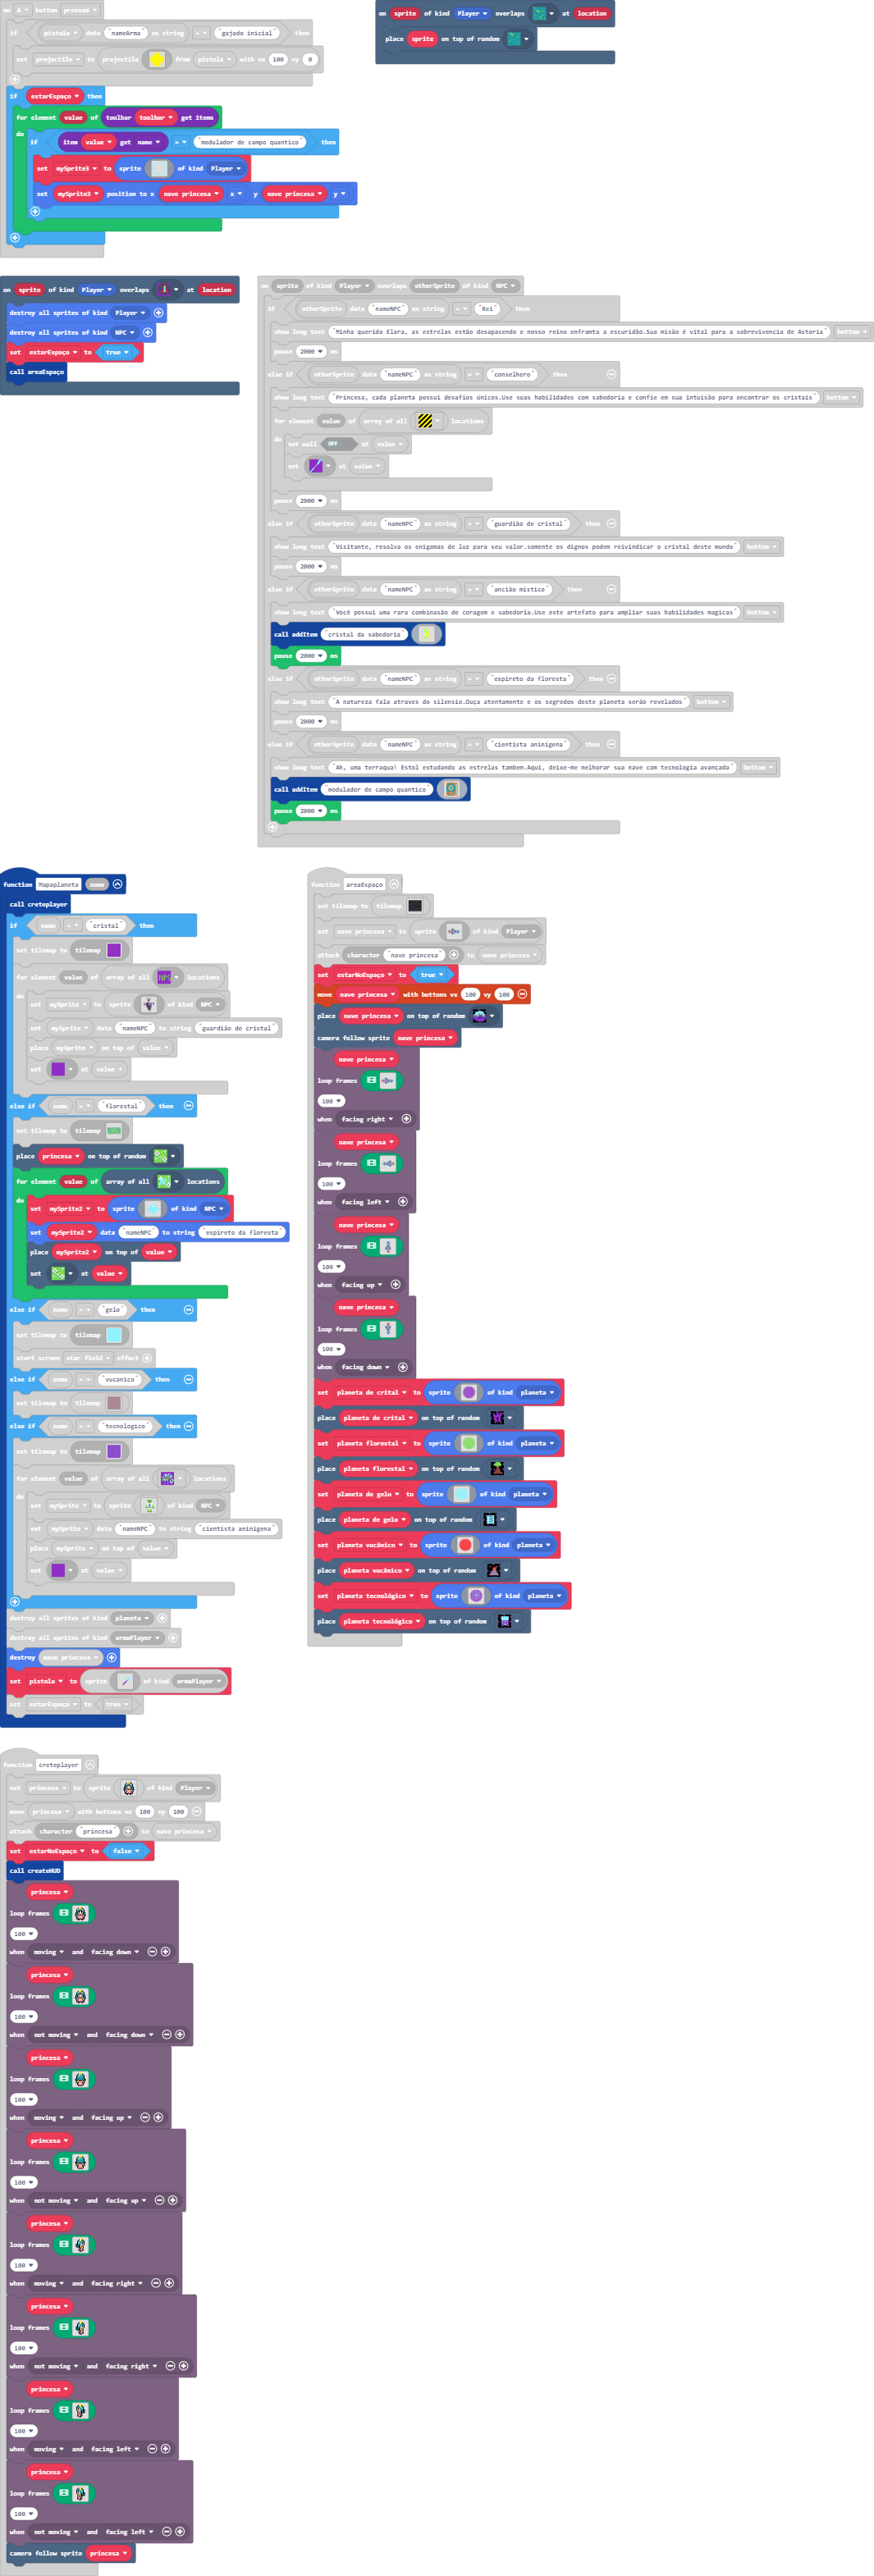 on A button pressed
if pistola data "nameArma" as string = "gajado inicial" then
set projectile to projectile from pistola with vx 100 vy 0
if estarEspaço then
for element value of toolbar toolbar get items
do if item value get name = "modulador de campo quantico" then
set mySprite3 to sprite of kind Player
set mySprite3 position to x nave princesa x y nave princesa y
on sprite of kind Player overlaps at location
place sprite on top of random
on sprite of kind Player overlaps at location
destroy all sprites of kind Player
destroy all sprites of kind NPC
set estarEspaço to true
call areaEspaço
on sprite of kind Player overlaps otherSprite of kind NPC
if otherSprite data "nameNPC" as string = "Rei" then
show long text "Minha querida Elara, as estrelas estão desapacendo e nosso reino enfromta a escuridão.Sua misão é vital para a sobrevivencia de Astoria" bottom
pause 2000 ms
else if otherSprite data "nameNPC" as string = "conselhero" then
show long text "Princesa, cada planeta possui desafios únicos.Use suas habilidades com sabedoria e confie em sua intuisão para encontrar os cristais" bottom
for element value of array of all locations
do set wall OFF at value
set at value
pause 2000 ms
else if otherSprite data "nameNPC" as string = "guardião de cristal" then
show long text "Visitante, resolva os enigamas de luz para seu valor.somente os dignos podem reivindicar o cristal deste mundo" bottom
pause 2000 ms
else if otherSprite data "nameNPC" as string = "ancião mistico" then
show long text "Você possui uma rara combinasão de coragem e sabedoria.Use este artefato para ampliar suas habilidades magicas" bottom
call addItem "cristal da sabedoria"
pause 2000 ms
else if otherSprite data "nameNPC" as string = "espireto da floresta" then
show long text "A natureza fala atraves do silensio.Ouça atentamente e os segredos deste planeta serão revelados" bottom
pause 2000 ms
else if otherSprite data "nameNPC" as string = "cientista aninigena" then
show long text "Ah, uma terraqua! Estol estudando as estrelas tambem.Aqui, deixe-me melhorar sua nave com tecnologia avançada" bottom
call addItem "modulador de campo quantico"
pause 2000 ms
function Mapaplaneta name
call creteplayer
if name = "cristal" then
set tilemap to tilemap
for element value of array of all locations
do set mySprite to sprite of kind NPC
set mySprite data "nameNPC" to string "guardião de cristal"
place mySprite on top of value
set at value
else if name = "florestal" then
set tilemap to tilemap
place princesa on top of random
for element value of array of all locations
do set mySprite2 to sprite of kind NPC
set mySprite2 data "nameNPC" to string "espireto da floresta"
place mySprite2 on top of value
set at value
else if name = "gelo" then
set tilemap to tilemap
start screen star field effect
else if name = "vucanico" then
set tilemap to tilemap
else if name = "tecnologico" then
set tilemap to tilemap
for element value of array of all locations
do set mySprite to sprite of kind NPC
set mySprite data "nameNPC" to string "cientista aninigena"
place mySprite on top of value
set at value
destroy all sprites of kind planeta
destroy all sprites of kind armaPlayer
destroy nave princesa
set pistola to sprite of kind armaPlayer
set estarEspaço to true
function areaEspaço
set tilemap to tilemap
set nave princesa to sprite of kind Player
attach character "nave princesa" to nave princesa
set estarNoEspaço to true
move nave princesa with buttons vx 100 vy 100
place nave princesa on top of random
camera follow sprite nave princesa
nave princesa
loop frames
100
when facing right
nave princesa
loop frames
100
when facing left
nave princesa
loop frames
100
when facing up
nave princesa
loop frames
100
when facing down
set planeta de crital to sprite of kind planeta
place planeta de crital on top of random
set planeta florestal to sprite of kind planeta
place planeta florestal on top of random
set planeta de gelo to sprite of kind planeta
place planeta de gelo on top of random
set planeta vucâmico to sprite of kind planeta
place planeta vucâmico on top of random
set planeta tecnológico to sprite of kind planeta
place planeta tecnológico on top of random
function creteplayer
set princesa to sprite of kind Player
move princesa with buttons vx 100 vy 100
attach character "princesa" to nave princesa
set estarNoEspaço to false
call createHUD
princesa
loop frames
100
when moving and facing down
princesa
loop frames
100
when not moving and facing down
princesa
loop frames
100
when moving and facing up
princesa
loop frames
100
when not moving and facing up
princesa
loop frames
100
when moving and facing right
princesa
loop frames
100
when not moving and facing right
princesa
loop frames
100
when moving and facing left
princesa
loop frames
100
when not moving and facing left
camera follow sprite princesa